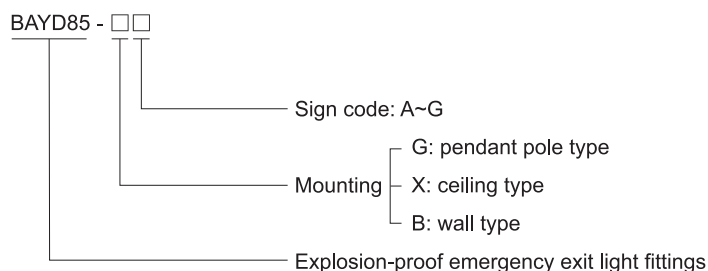 BAYD85 - □□
Sign code: A~G
G: pendant pole type
Mounting
X: ceiling type
B: wall type
Explosion-proof emergency exit light fittings